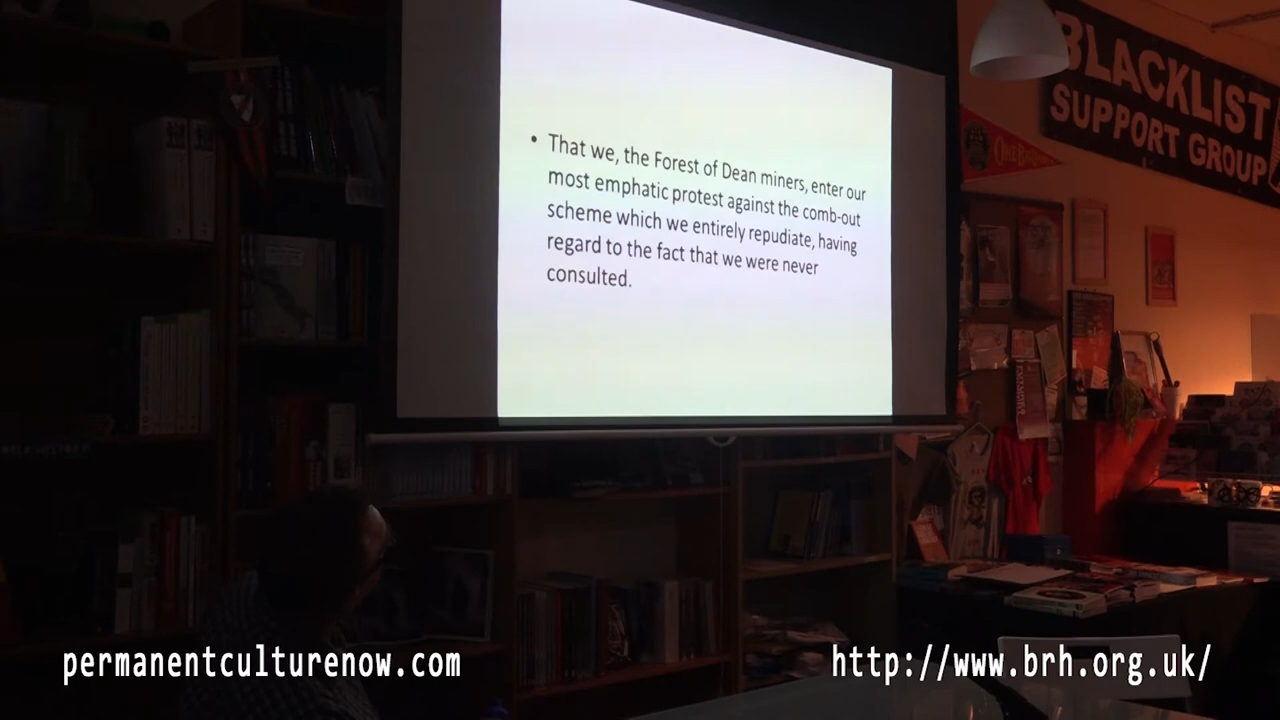 • That we, the Forest of Dean miners, enter our
most emphatic protest against the comb-out
scheme which we entirely repudiate, having
regard to the fact that we were never
consulted.
BLACKLIST
SUPPORT GROUP
permanentculturenow.com
http://www.brh.org.uk/